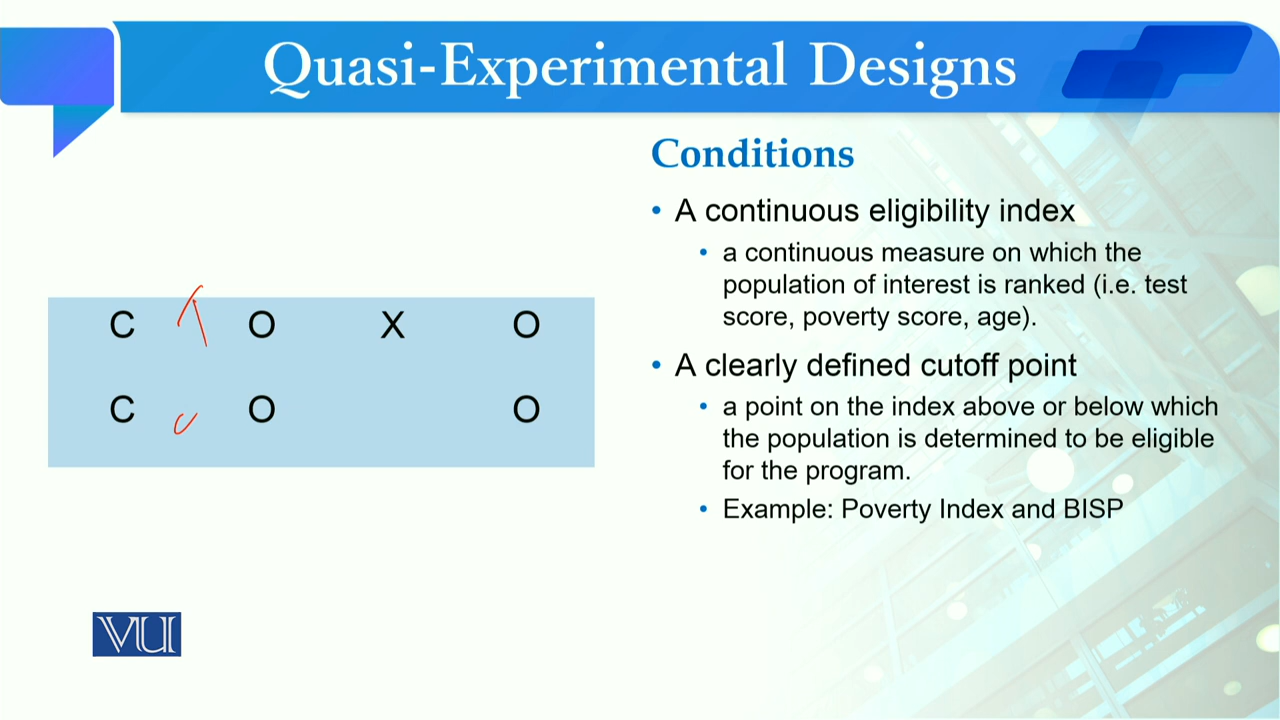 Quasi-Experimental Designs
Conditions
• A continuous eligibility index
• a continuous measure on which the
population of interest is ranked (i.e. test
score, poverty score, age).
• A clearly defined cutoff point
• a point on the index above or below which
the population is determined to be eligible
for the program.
• Example: Poverty Index and BISP
C O X O
C O O
VU